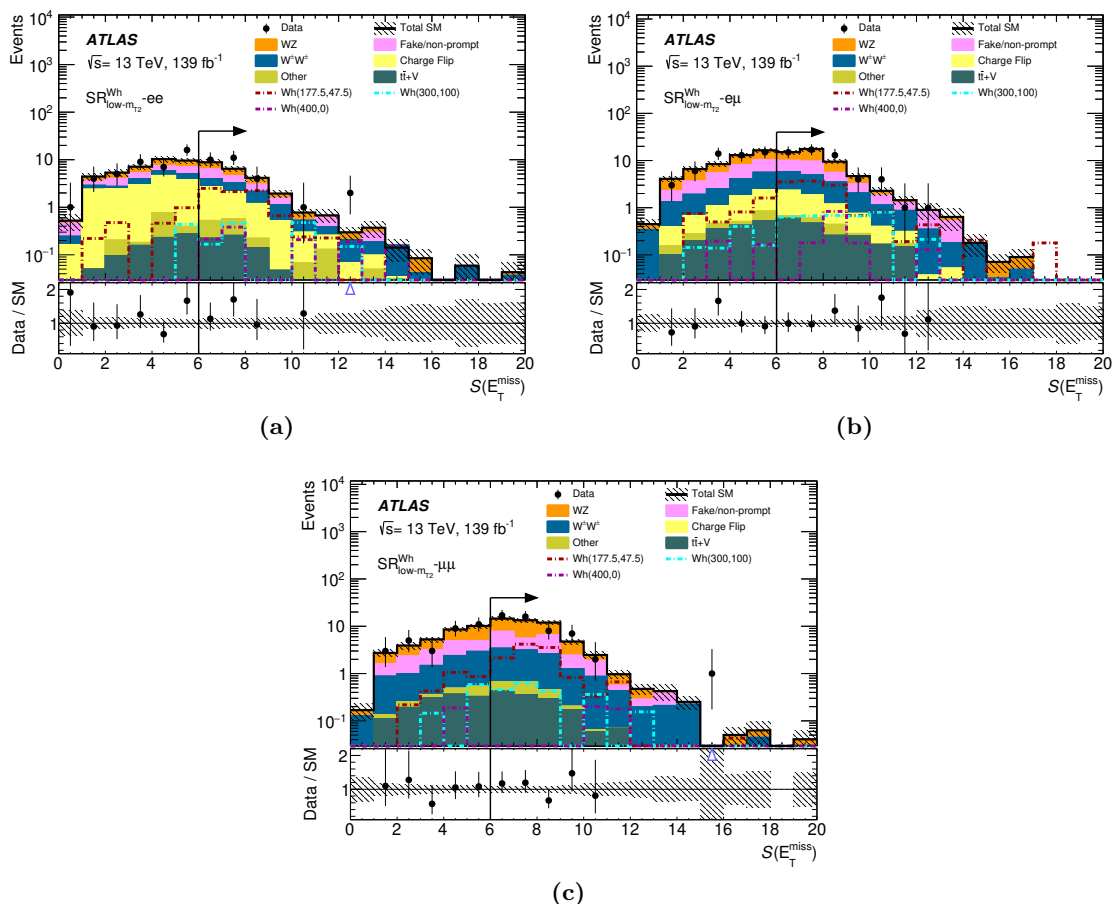 Events
10⁴
10³
10²
10
1
10⁻¹
ATLAS
√s= 13 TeV, 139 fb⁻¹
SR^Wh_low-m_T2-ee
Data
Total SM
WZ
Fake/non-prompt
W±W±
Charge Flip
Other
tt̄+V
Wh(177.5,47.5)
Wh(300,100)
Wh(400,0)
Data / SM
2
1
0 2 4 6 8 10 12 14 16 18 20
S(E_T^miss)
(a)
Events
10⁴
10³
10²
10
1
10⁻¹
ATLAS
√s= 13 TeV, 139 fb⁻¹
SR^Wh_low-m_T2-eμ
Data
Total SM
WZ
Fake/non-prompt
W±W±
Charge Flip
Other
tt̄+V
Wh(177.5,47.5)
Wh(300,100)
Wh(400,0)
Data / SM
2
1
0 2 4 6 8 10 12 14 16 18 20
S(E_T^miss)
(b)
Events
10⁴
10³
10²
10
1
10⁻¹
ATLAS
√s= 13 TeV, 139 fb⁻¹
SR^Wh_low-m_T2-μμ
Data
Total SM
WZ
Fake/non-prompt
W±W±
Charge Flip
Other
tt̄+V
Wh(177.5,47.5)
Wh(300,100)
Wh(400,0)
Data / SM
2
1
0 2 4 6 8 10 12 14 16 18 20
S(E_T^miss)
(c)